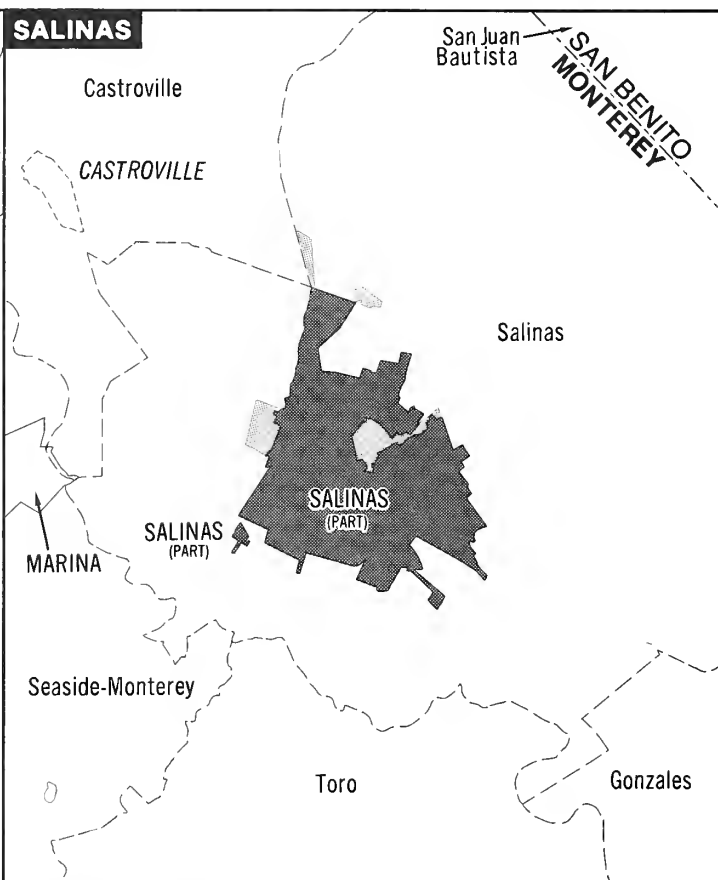 SALINAS
San Juan
Bautista
SAN BENITO
MONTEREY
Castroville
CASTROVILLE
Salinas
SALINAS
(PART)
SALINAS
(PART)
MARINA
Seaside-Monterey
Toro
Gonzales